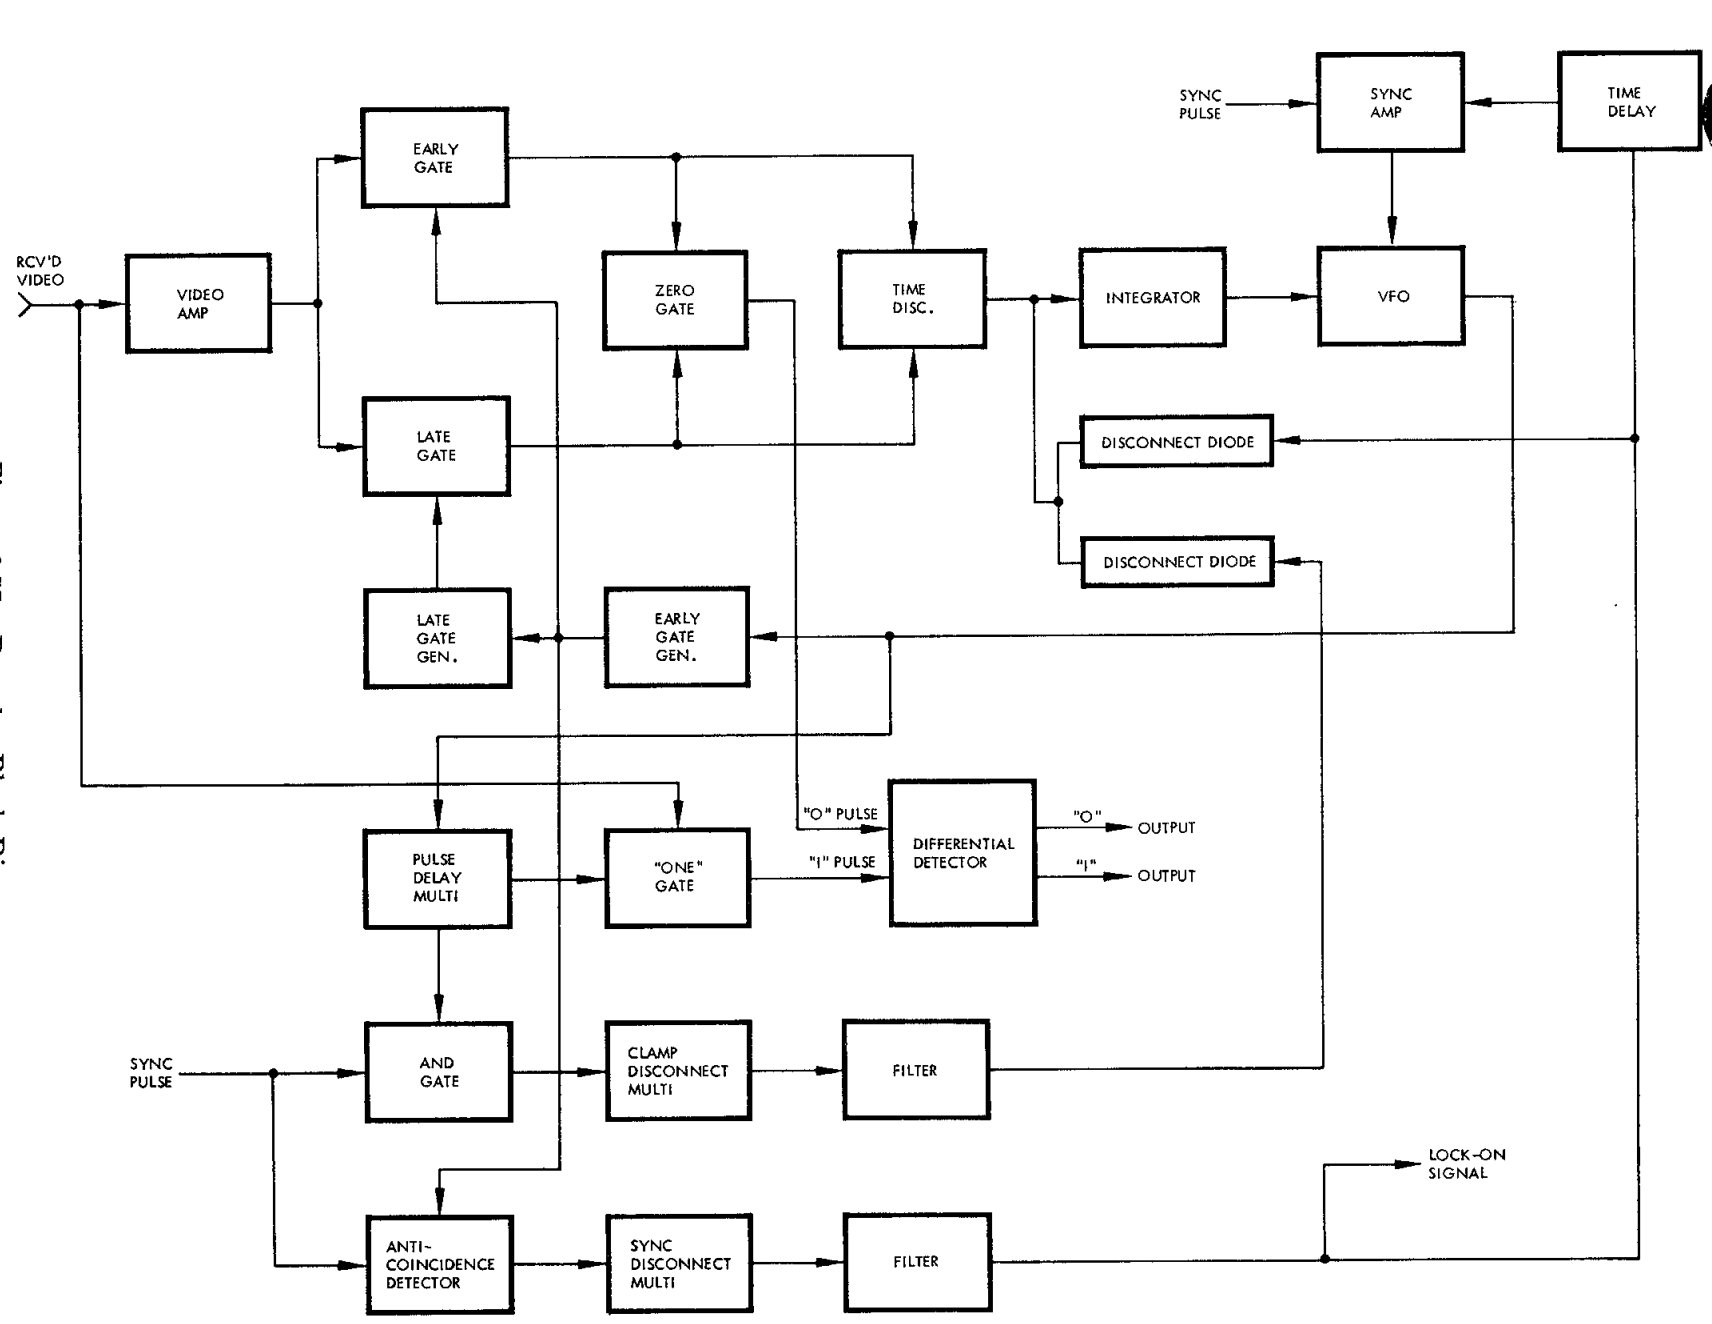 SYNC
PULSE
SYNC
AMP
TIME
DELAY
EARLY
GATE
RCV'D
VIDEO
VIDEO
AMP
ZERO
GATE
TIME
DISC.
INTEGRATOR
VFO
LATE
GATE
DISCONNECT DIODE
DISCONNECT DIODE
LATE
GATE
GEN.
EARLY
GATE
GEN.
"O" PULSE
"O"
OUTPUT
PULSE
DELAY
MULTI
"ONE"
GATE
"I" PULSE
DIFFERENTIAL
DETECTOR
"I"
OUTPUT
SYNC
PULSE
AND
GATE
CLAMP
DISCONNECT
MULTI
FILTER
LOCK-ON
SIGNAL
ANTI-
COINCIDENCE
DETECTOR
SYNC
DISCONNECT
MULTI
FILTER